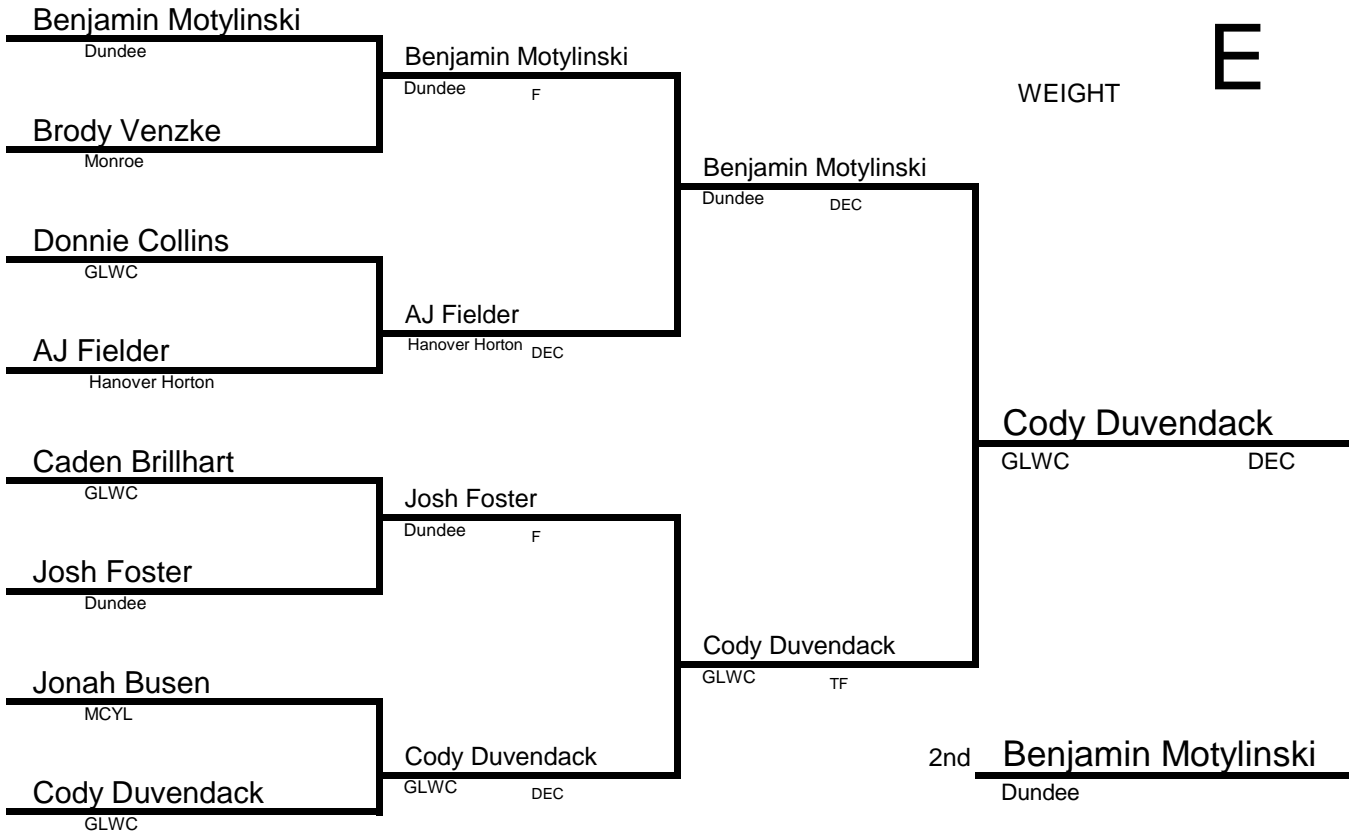 Benjamin Motylinski
Dundee
Brody Venzke
Monroe
Donnie Collins
GLWC
AJ Fielder
Hanover Horton
Caden Brillhart
GLWC
Josh Foster
Dundee
Jonah Busen
MCYL
Cody Duvendack
GLWC
Benjamin Motylinski
Dundee F
AJ Fielder
Hanover Horton DEC
Josh Foster
Dundee F
Cody Duvendack
GLWC DEC
Benjamin Motylinski
Dundee DEC
Cody Duvendack
GLWC TF
WEIGHT E
Cody Duvendack
GLWC DEC
2nd Benjamin Motylinski
Dundee